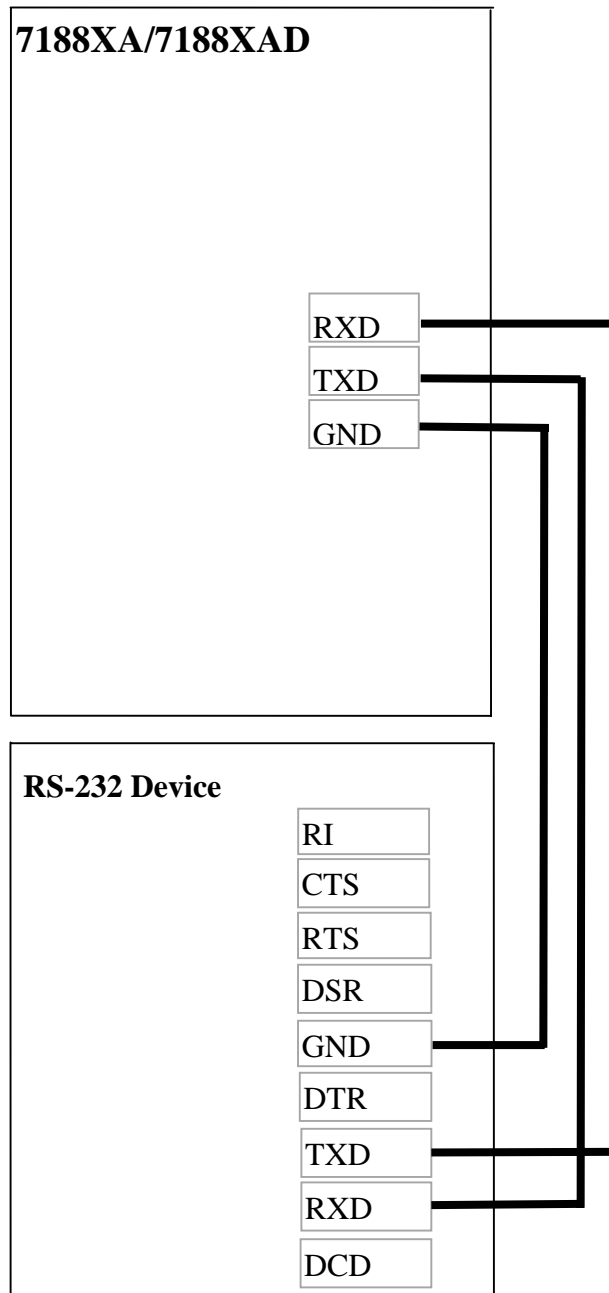 7188XA/7188XAD
RXD
TXD
GND
RS-232 Device
RI
CTS
RTS
DSR
GND
DTR
TXD
RXD
DCD